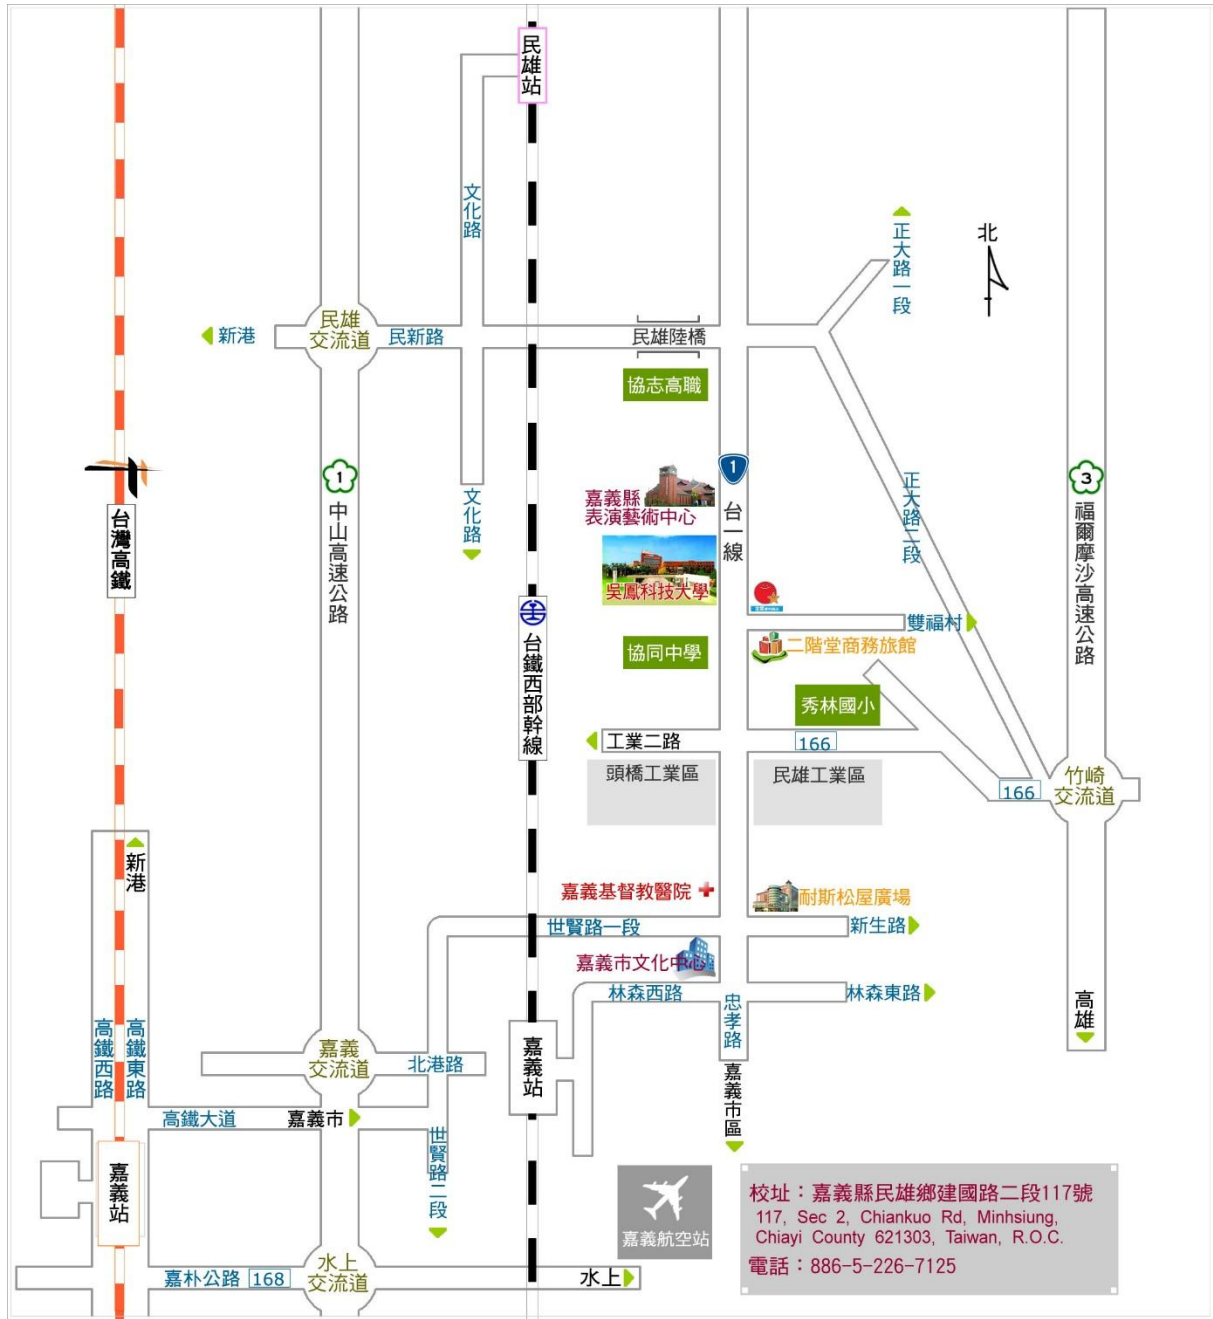 民雄站
文化路
正大路一段
北
新港
民雄
交流道
民新路
民雄陸橋
協志高職
1
台一線
1
中山高速公路
3
福爾摩沙高速公路
台灣高鐵
文化路
正大路二段
嘉義縣
表演藝術中心
吳鳳科技大學
雙福村
台鐵西部幹線
協同中學
二階堂商務旅館
秀林國小
工業二路
166
頭橋工業區
民雄工業區
166
竹崎
交流道
新港
嘉義基督教醫院
耐斯松屋廣場
世賢路一段
新生路
嘉義市文化中心
林森西路
林森東路
忠孝路
高雄
高鐵西路
高鐵東路
嘉義
交流道
北港路
嘉義站
嘉義市區
高鐵大道
嘉義市
世賢路二段
嘉義站
嘉義航空站
校址：嘉義縣民雄鄉建國路二段117號
117, Sec 2, Chiankuo Rd, Minhsiung,
Chiayi County 621303, Taiwan, R.O.C.
電話：886-5-226-7125
嘉朴公路
168
水上
交流道
水上